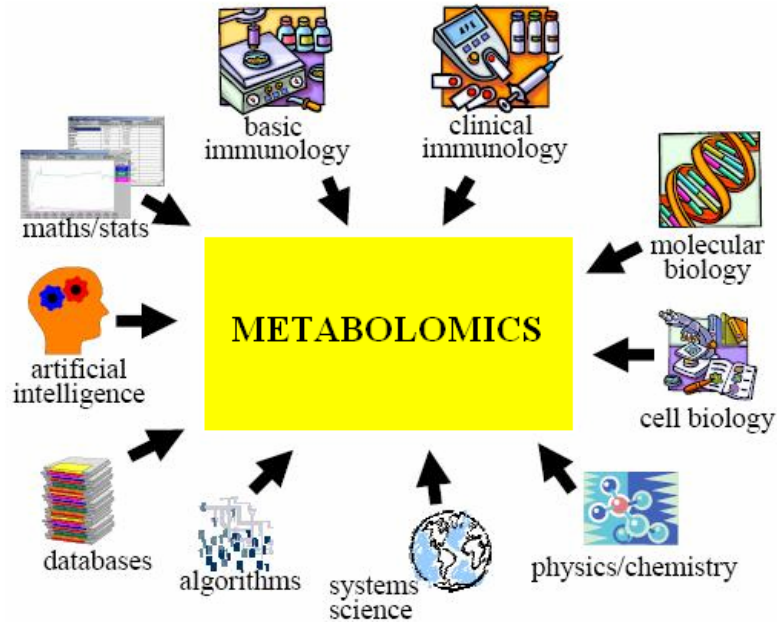 basic
immunology
clinical
immunology
maths/stats
molecular
biology
METABOLOMICS
artificial
intelligence
cell biology
databases
algorithms
systems
science
physics/chemistry